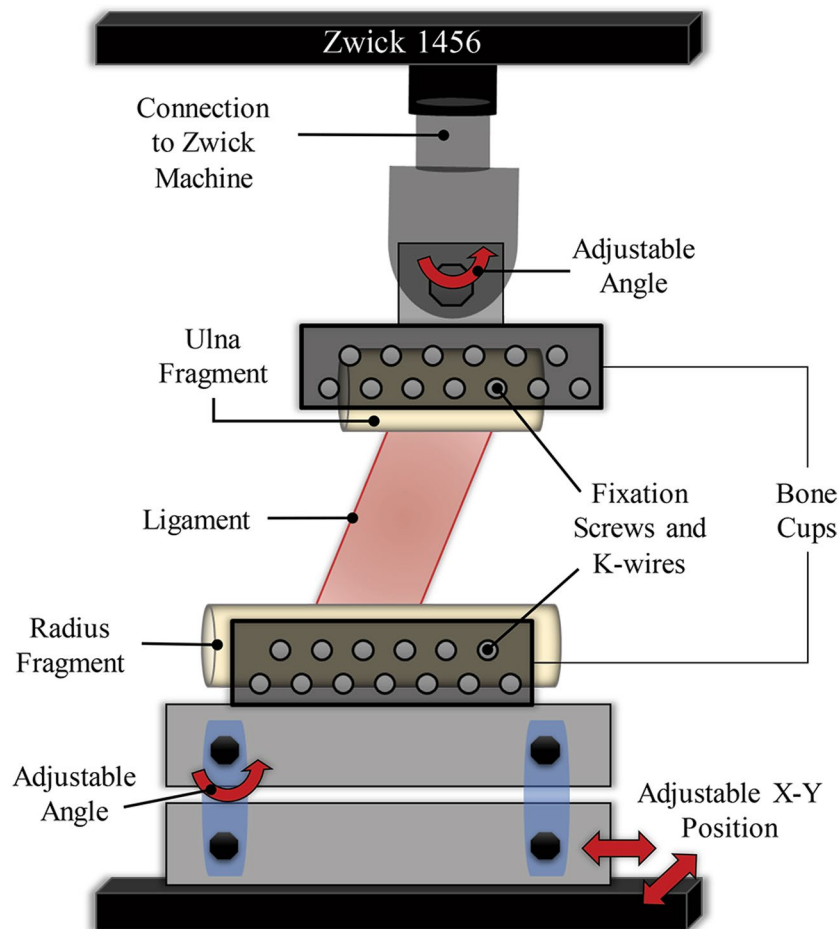 Zwick 1456
Connection
to Zwick
Machine
Adjustable
Angle
Ulna
Fragment
Ligament
Fixation
Screws and
K-wires
Bone
Cups
Radius
Fragment
Adjustable
Angle
Adjustable X-Y
Position